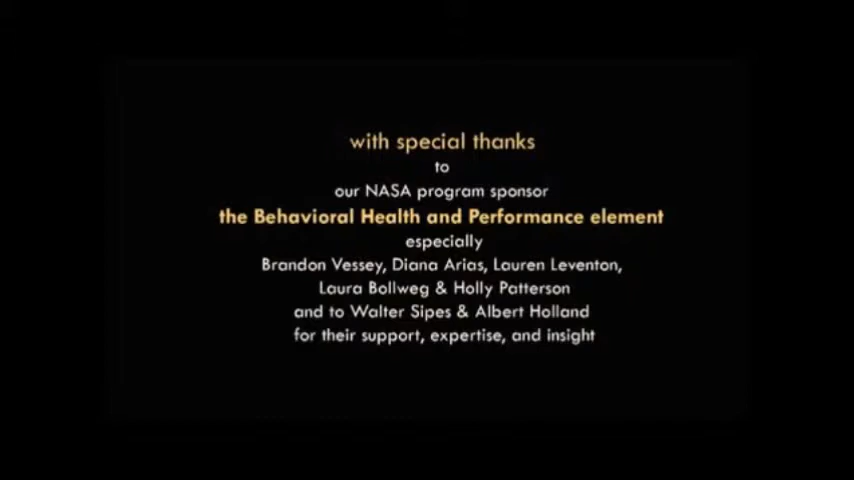 with special thanks
to
our NASA program sponsor
the Behavioral Health and Performance element
especially
Brandon Vessey, Diana Arias, Lauren Leventon,
Laura Bollweg & Holly Patterson
and to Walter Sipes & Albert Holland
for their support, expertise, and insight